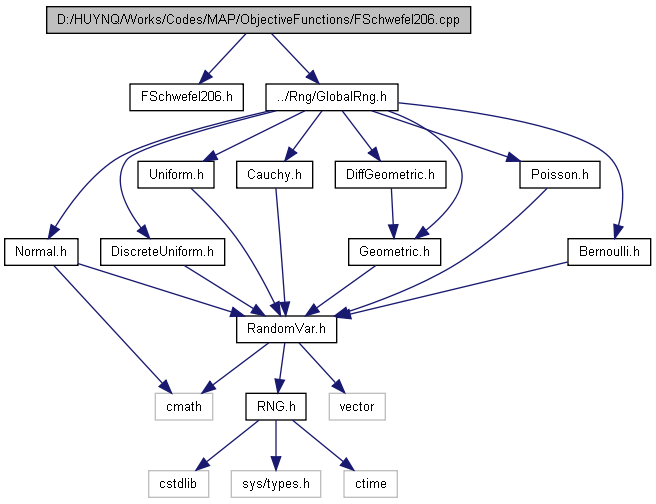 D:/HUYNQ/Works/Codes/MAP/ObjectiveFunctions/FSchwefel206.cpp
FSchwefel206.h
../Rng/GlobalRng.h
Uniform.h
Cauchy.h
DiffGeometric.h
Poisson.h
Normal.h
DiscreteUniform.h
Geometric.h
Bernoulli.h
RandomVar.h
cmath
RNG.h
vector
cstdlib
sys/types.h
ctime